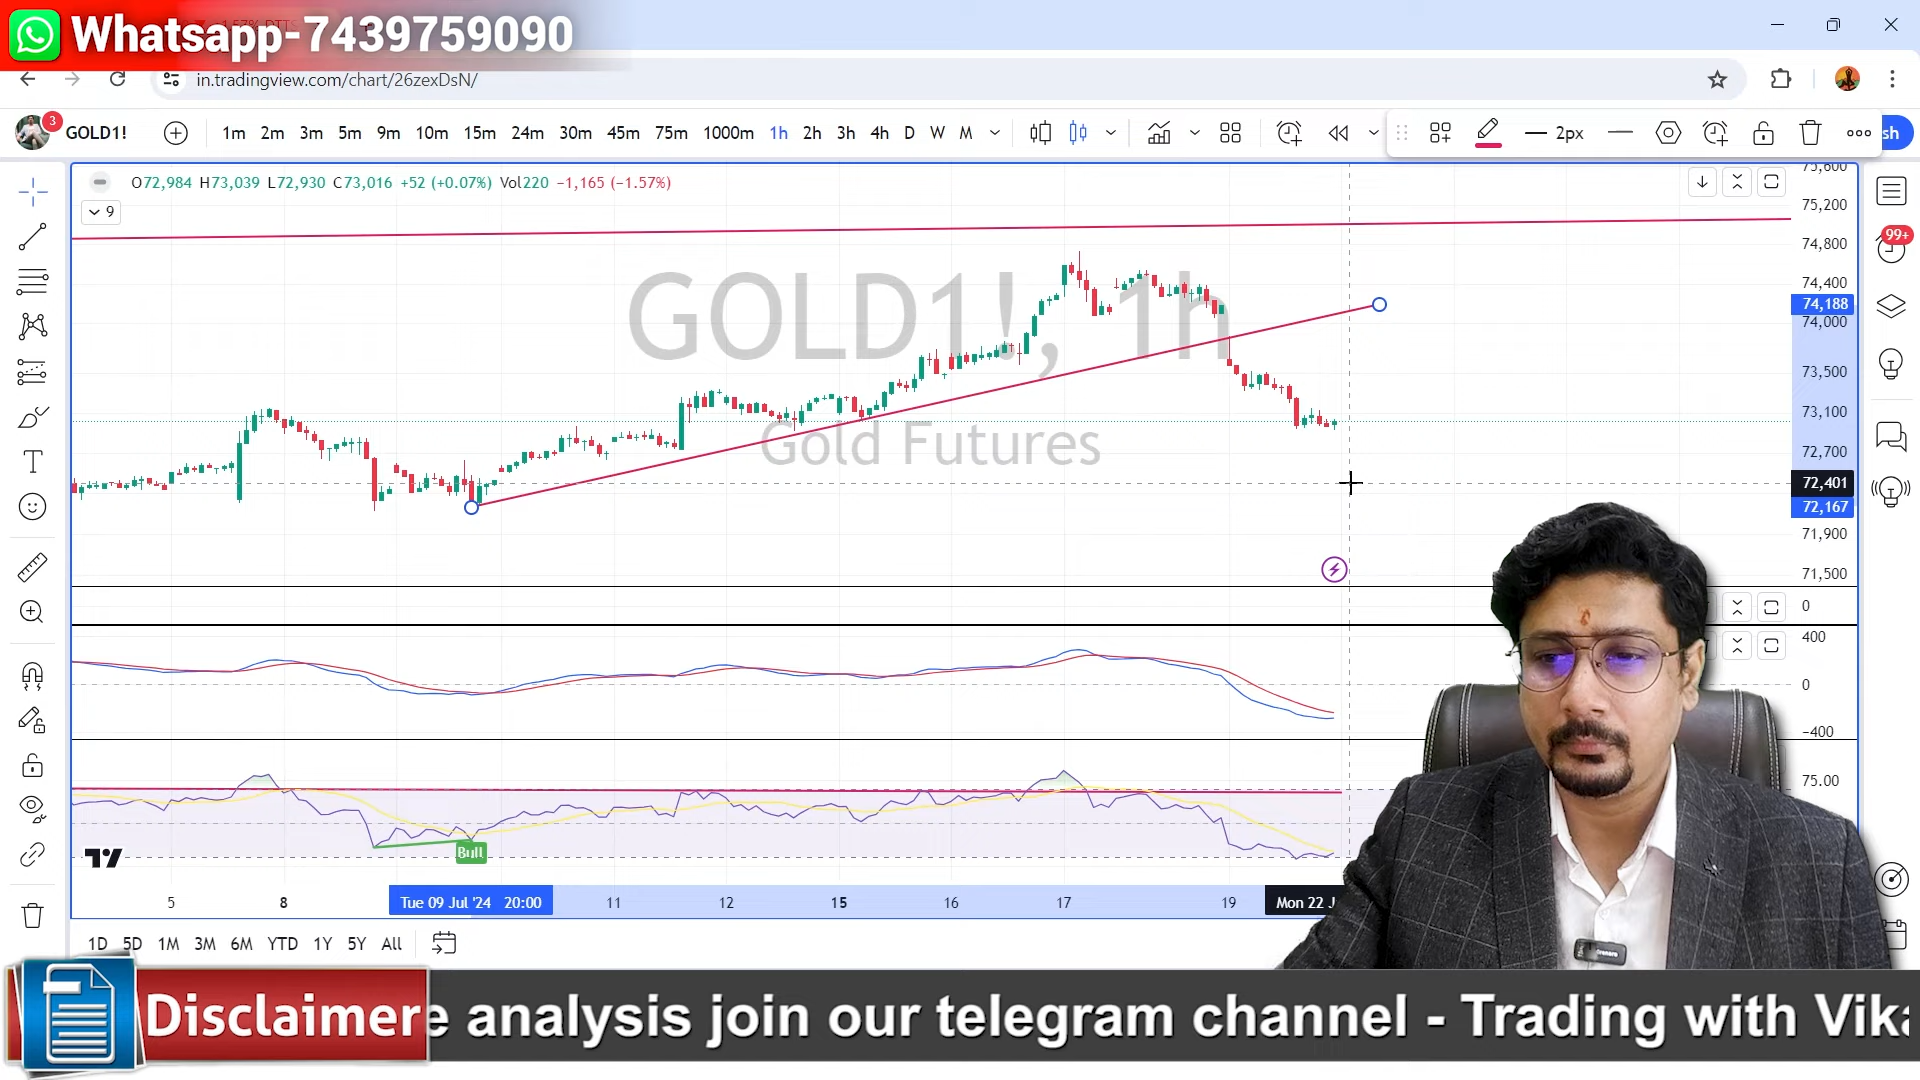 Whatsapp-7439759090
in.tradingview.com/chart/26zexDsN/
3
GOLD1! 1m 2m 3m 5m 9m 10m 15m 24m 30m 45m 75m 1000m 1h 2h 3h 4h D W M 2px sh
O72,984 H73,039 L72,930 C73,016 +52 (+0.07%) Vol220 −1,165 (−1.57%)
9
GOLD1!, 1h
Gold Futures
75,600
75,200
74,800
74,400
74,188
74,000
73,500
73,100
72,700
72,401
72,167
71,900
71,500
0
400
0
−400
75.00
99+
Bull
5 8 Tue 09 Jul '24 20:00 11 12 15 16 17 19 Mon 22 J
1D 5D 1M 3M 6M YTD 1Y 5Y All
Disclaimer
e analysis join our telegram channel - Trading with Vika